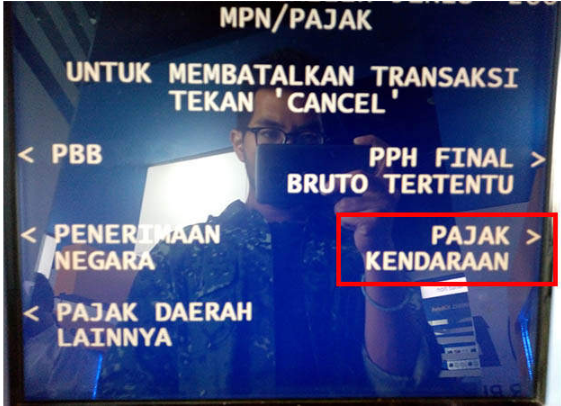 MPN/PAJAK
UNTUK MEMBATALKAN TRANSAKSI
TEKAN 'CANCEL'
< PBB
PPH FINAL >
BRUTO TERTENTU
< PENERIMAAN
NEGARA
PAJAK >
KENDARAAN
< PAJAK DAERAH
LAINNYA